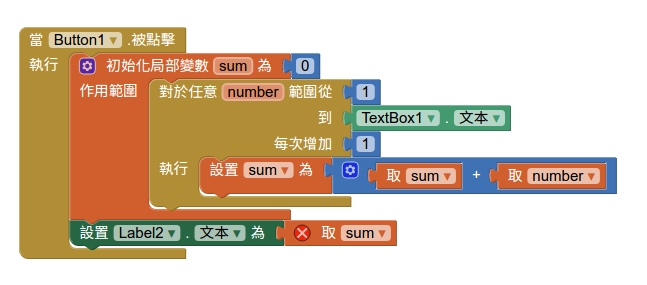 當 Button1 .被點擊
執行 初始化局部變數 sum 為 0
作用範圍 對於任意 number 範圍從 1
到 TextBox1 . 文本
每次增加 1
執行 設置 sum 為 取 sum + 取 number
設置 Label2 . 文本 為 取 sum